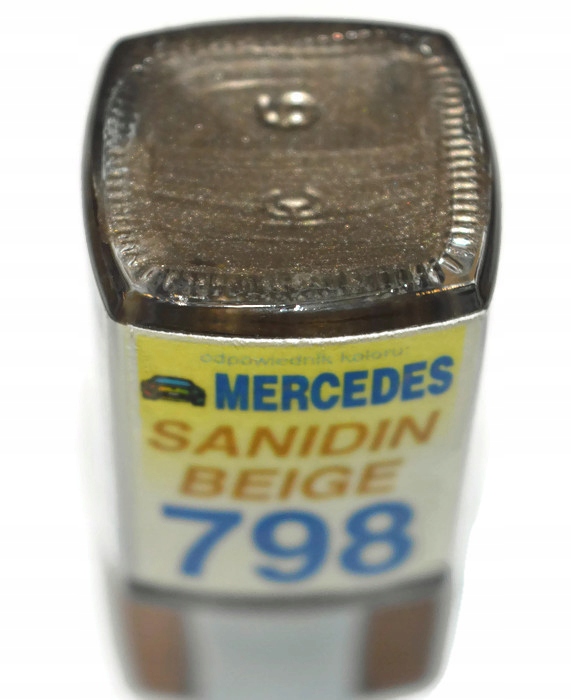 odpowiednik koloru
MERCEDES
SANIDIN
BEIGE
798